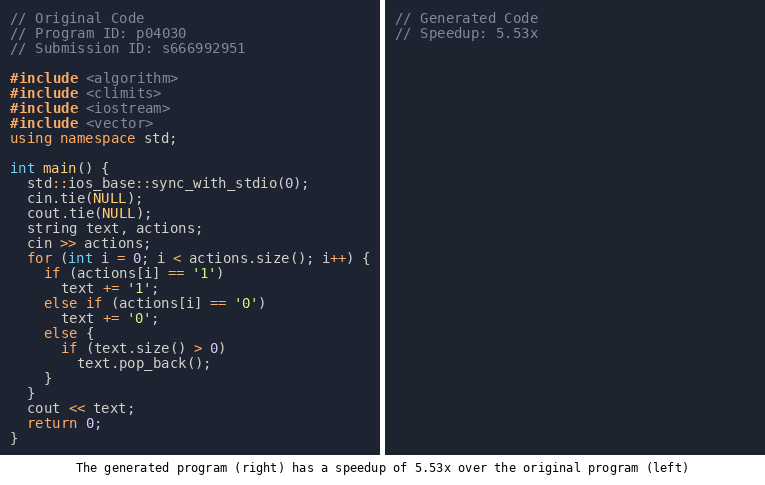 // Original Code
// Program ID: p04030
// Submission ID: s666992951
#include <algorithm>
#include <climits>
#include <iostream>
#include <vector>
using namespace std;
int main() {
  std::ios_base::sync_with_stdio(0);
  cin.tie(NULL);
  cout.tie(NULL);
  string text, actions;
  cin >> actions;
  for (int i = 0; i < actions.size(); i++) {
    if (actions[i] == '1')
      text += '1';
    else if (actions[i] == '0')
      text += '0';
    else {
      if (text.size() > 0)
        text.pop_back();
    }
  }
  cout << text;
  return 0;
}
// Generated Code
// Speedup: 5.53x
The generated program (right) has a speedup of 5.53x over the original program (left)